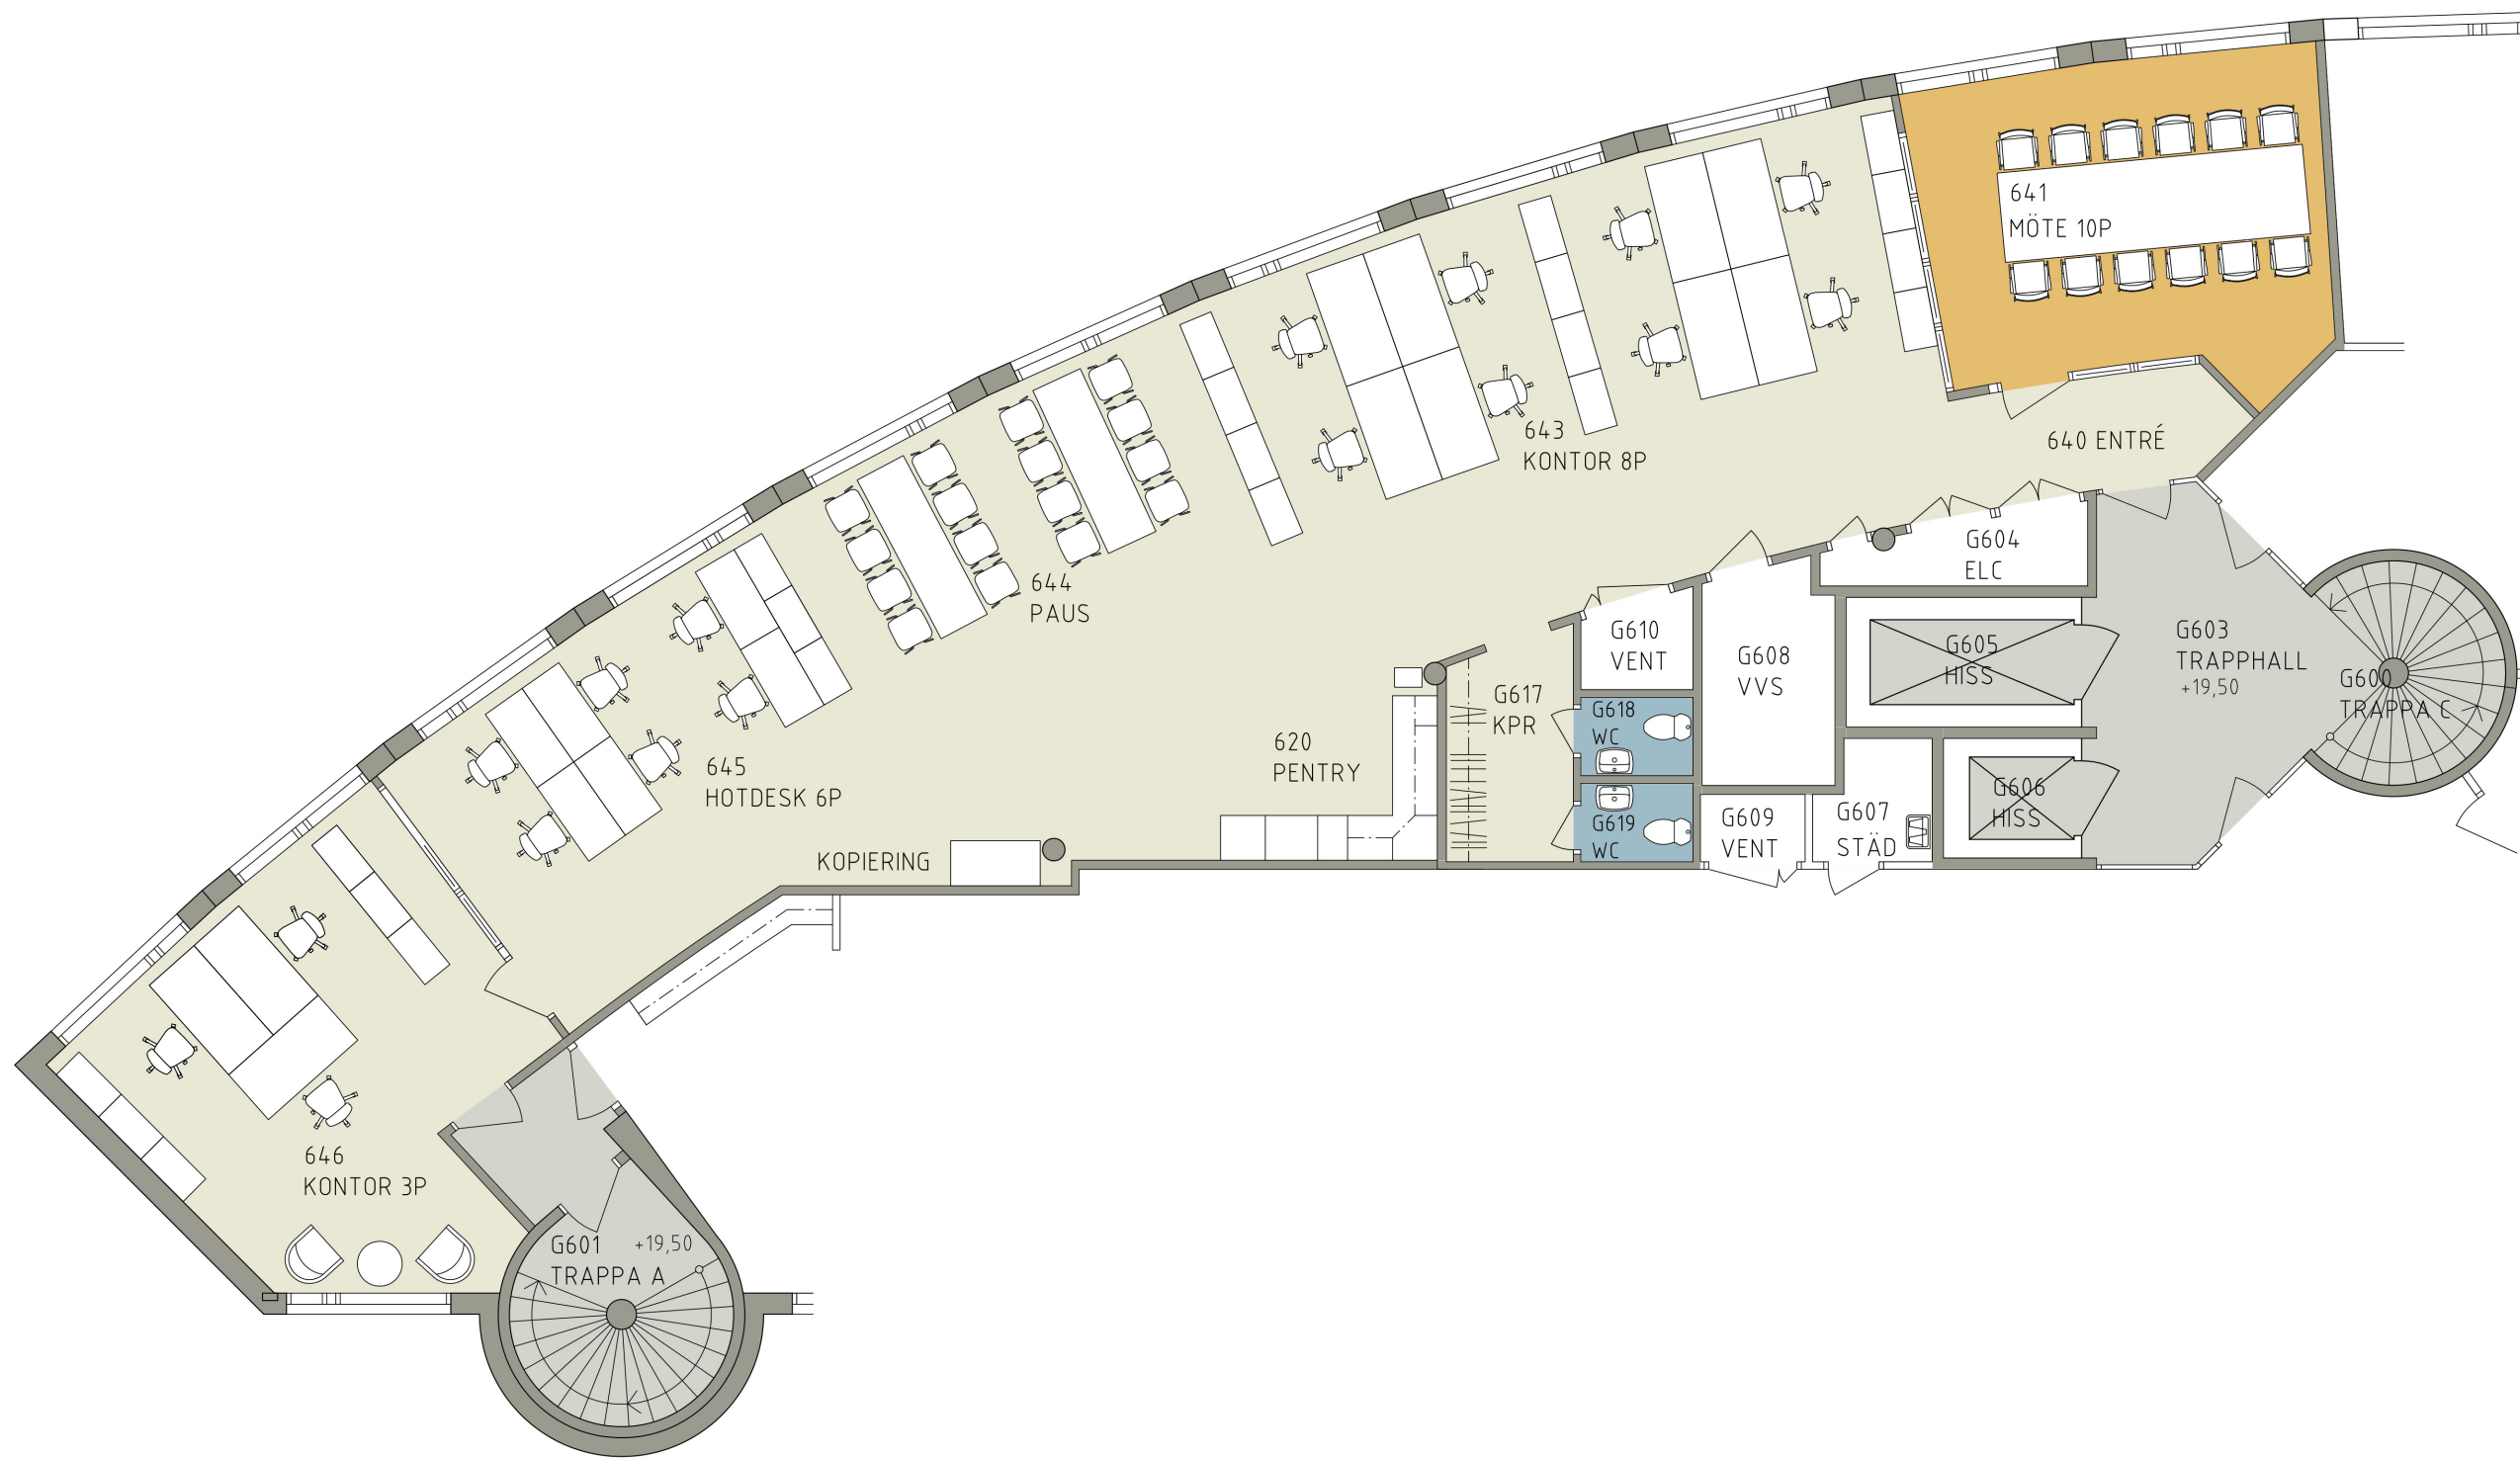 641
MÖTE 10P
640 ENTRÉ
643
KONTOR 8P
G604
ELC
644
PAUS
G610
VENT
G608
VVS
G605
HISS
G603
TRAPPHALL
+19,50
G600
TRAPPA C
G617
KPR
G618
WC
620
PENTRY
645
HOTDESK 6P
G606
HISS
G619
WC
G609
VENT
G607
STÄD
KOPIERING
646
KONTOR 3P
G601 +19,50
TRAPPA A